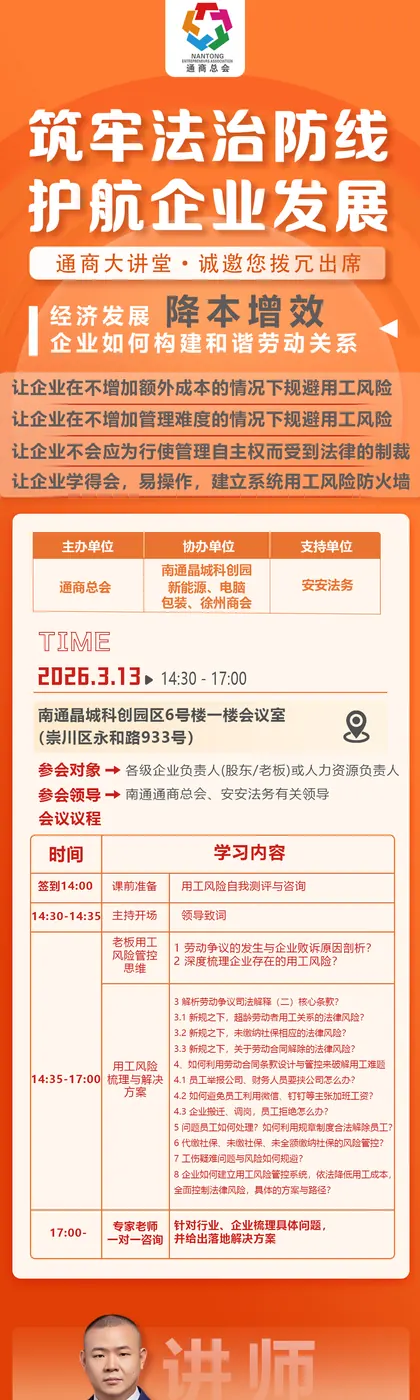 NANTONG
ENTREPRENEURS ASSOCIATION
通商总会
筑牢法治防线
护航企业发展
通商大讲堂·诚邀您拨冗出席
经济发展 降本增效
企业如何构建和谐劳动关系
让企业在不增加额外成本的情况下规避用工风险
让企业在不增加管理难度的情况下规避用工风险
让企业不会应为行使管理自主权而受到法律的制裁
让企业学得会，易操作，建立系统用工风险防火墙
主办单位 协办单位 支持单位
通商总会
南通晶城科创园
新能源、电脑
包装、徐州商会
安安法务
TIME
2026.3.13 14:30 - 17:00
南通晶城科创园区6号楼一楼会议室
（崇川区永和路933号）
参会对象 → 各级企业负责人(股东/老板)或人力资源负责人
参会领导 → 南通通商总会、安安法务有关领导
会议议程
时间 学习内容
签到14:00 课前准备 用工风险自我测评与咨询
14:30-14:35 主持开场 领导致词
14:35-17:00
老板用工
风险管控
思维
1 劳动争议的发生与企业败诉原因剖析?
2 深度梳理企业存在的用工风险?
用工风险
梳理与解决
方案
3 解析劳动争议司法解释（二）核心条款?
3.1 新规之下，超龄劳动者用工关系的法律风险?
3.2 新规之下，未缴纳社保相应的法律风险?
3.3 新规之下，关于劳动合同解除的法律风险?
4、如何利用劳动合同条款设计与管控来破解用工难题
4.1 员工举报公司、财务人员要挟公司怎么办?
4.2 如何避免员工利用微信、钉钉等主张加班工资?
4.3 企业搬迁、调岗，员工拒绝怎么办?
5 问题员工如何处理? 如何利用规章制度合法解除员工?
6 代缴社保、未缴社保、未全额缴纳社保的风险管控?
7 工伤疑难问题与风险如何规避?
8 企业如何建立用工风险管控系统，依法降低用工成本，
全面控制法律风险，具体的方案与路径?
17:00-
专家老师
一对一咨询
针对行业、企业梳理具体问题，
并给出落地解决方案
讲师